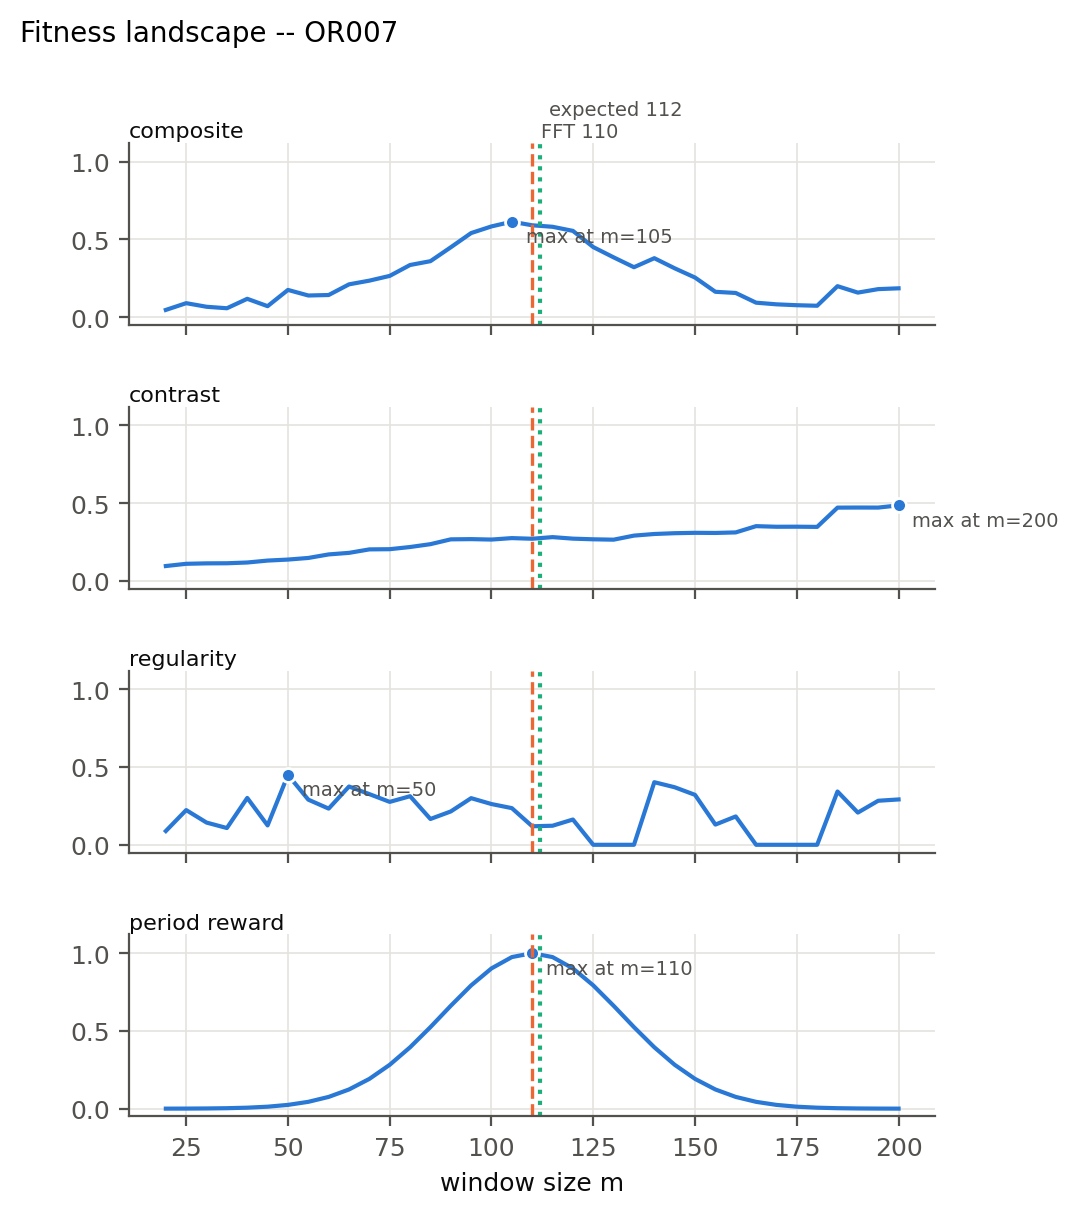 Fitness landscape -- OR007
expected 112
FFT 110
composite
1.0
0.5
0.0
max at m=105
contrast
1.0
0.5
0.0
max at m=200
regularity
1.0
0.5
0.0
max at m=50
period reward
1.0
0.5
0.0
max at m=110
25 50 75 100 125 150 175 200
window size m